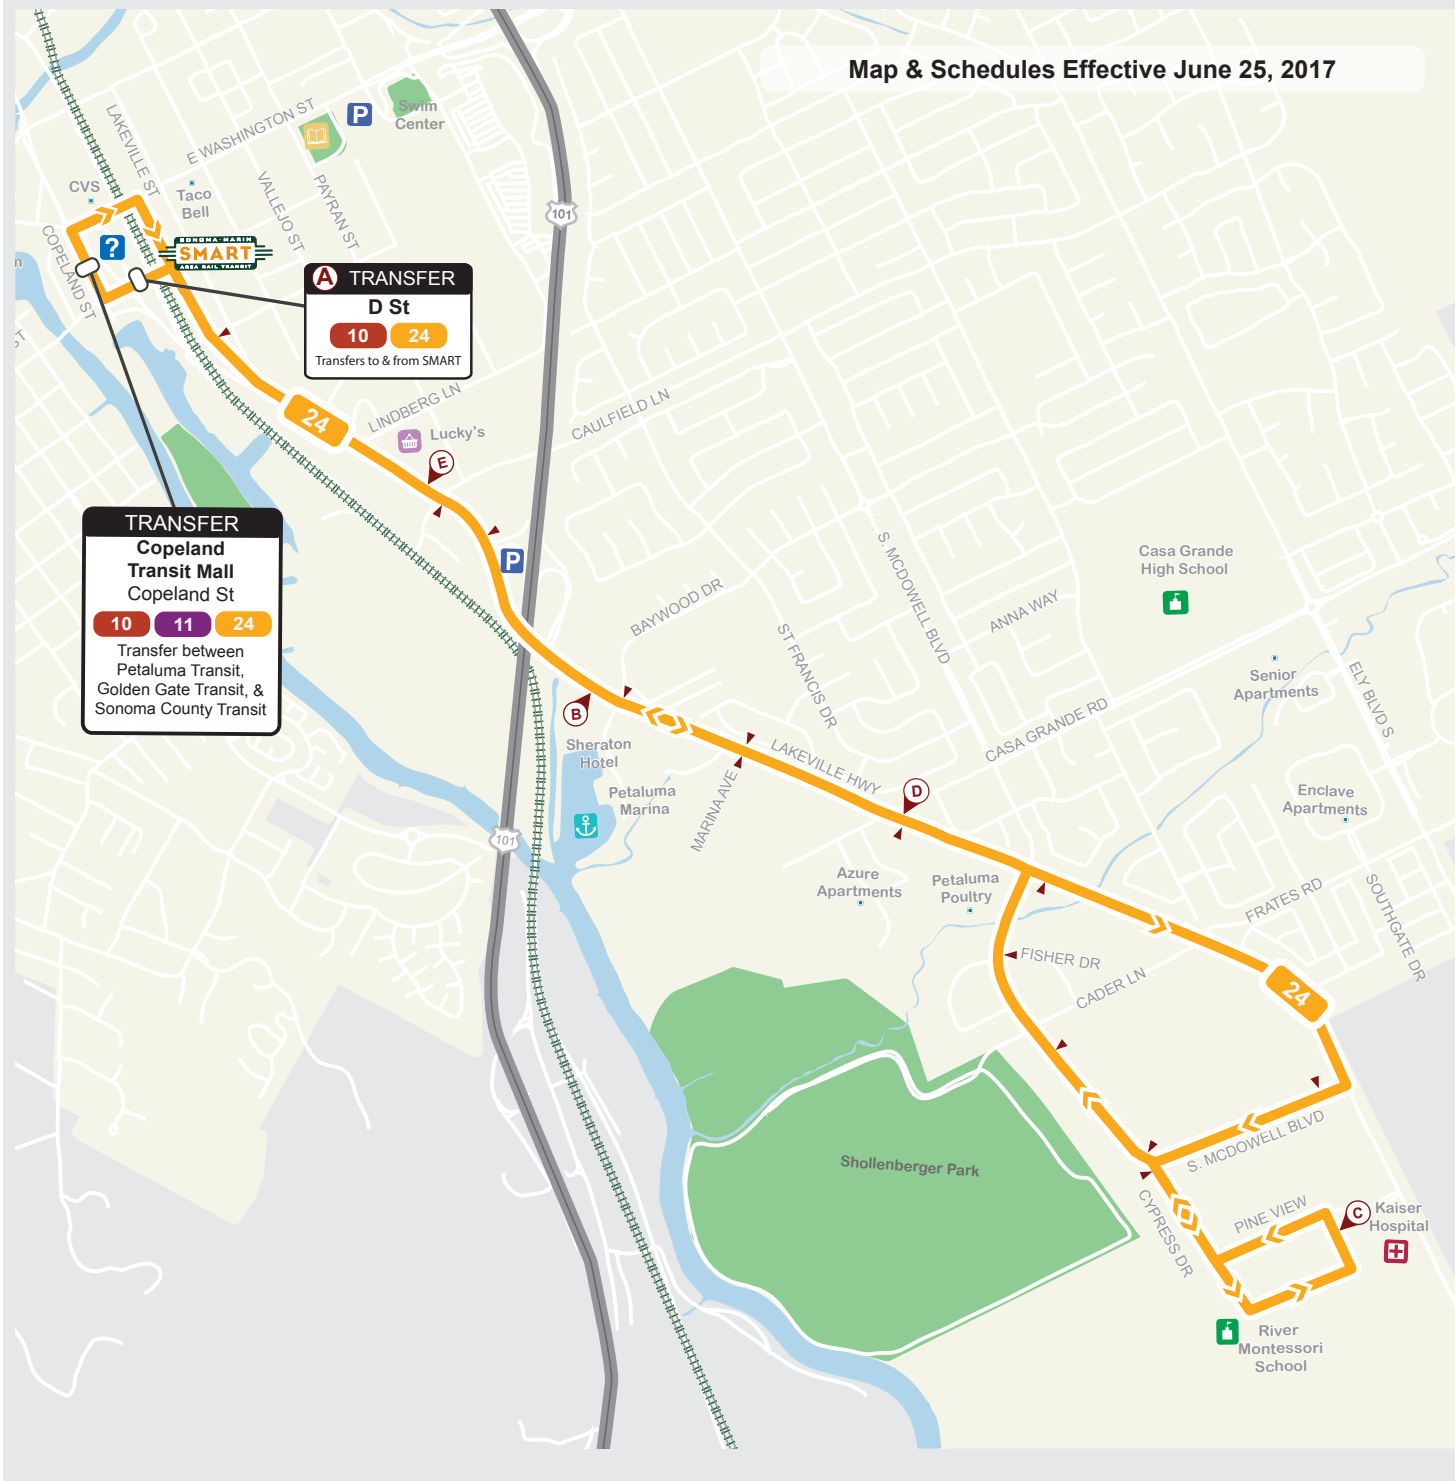 Map & Schedules Effective June 25, 2017
Swim
Center
P
E WASHINGTON ST
LAKEVILLE ST
CVS
Taco
Bell
VALLEJO ST
PAYRAN ST
101
COPELAND ST
?
SONOMA-MARIN
SMART
AREA RAIL TRANSIT
n
ST
A TRANSFER
D St
10 24
Transfers to & from SMART
24
LINDBERG LN
Lucky's
CAULFIELD LN
E
P
TRANSFER
Copeland
Transit Mall
Copeland St
10 11 24
Transfer between
Petaluma Transit,
Golden Gate Transit, &
Sonoma County Transit
S. MCDOWELL BLVD
Casa Grande
High School
BAYWOOD DR
ANNA WAY
ST FRANCIS DR
Senior
Apartments
ELY BLVD S
B
CASA GRANDE RD
Sheraton
Hotel
LAKEVILLE HWY
Petaluma
Marina
MARINA AVE
D
Enclave
Apartments
101
Azure
Apartments
Petaluma
Poultry
FRATES RD
SOUTHGATE DR
FISHER DR
CADER LN
24
S. MCDOWELL BLVD
Shollenberger Park
CYPRESS DR
PINE VIEW
C
Kaiser
Hospital
River
Montessori
School